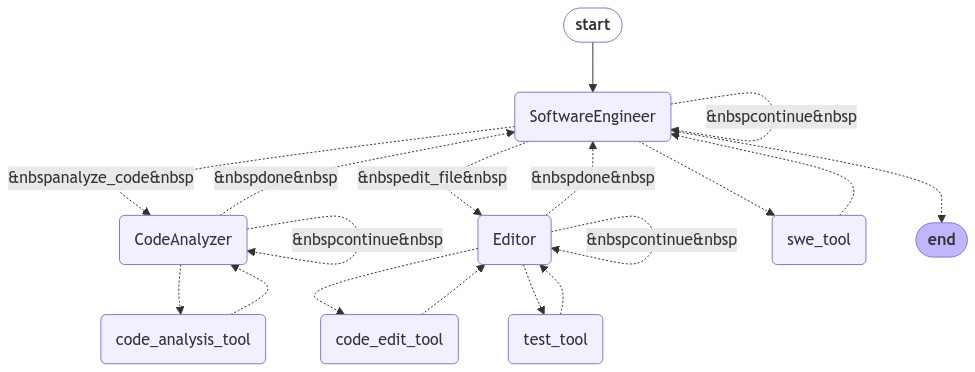 start
SoftwareEngineer
&nbspcontinue&nbsp
&nbspanalyze_code&nbsp
&nbspdone&nbsp
&nbspedit_file&nbsp
&nbspdone&nbsp
CodeAnalyzer
&nbspcontinue&nbsp
Editor
&nbspcontinue&nbsp
swe_tool
end
code_analysis_tool
code_edit_tool
test_tool